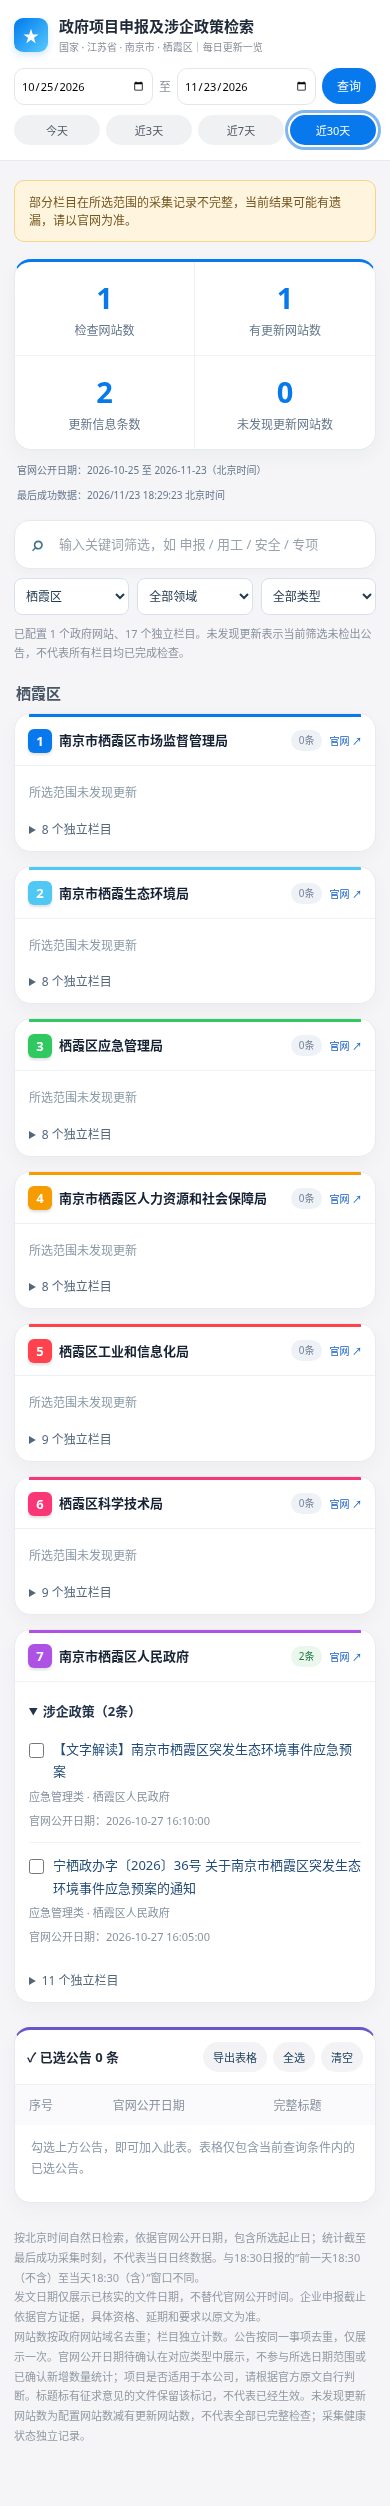 政府项目申报及涉企政策检索
国家 · 江苏省 · 南京市 · 栖霞区｜每日更新一览
10/25/2026 至 11/23/2026 查询
今天 近3天 近7天 近30天
部分栏目在所选范围的采集记录不完整，当前结果可能有遗
漏，请以官网为准。
1 1
检查网站数 有更新网站数
2 0
更新信息条数 未发现更新网站数
官网公开日期：2026-10-25 至 2026-11-23（北京时间）
最后成功数据：2026/11/23 18:29:23 北京时间
输入关键词筛选，如 申报 / 用工 / 安全 / 专项
栖霞区 全部领域 全部类型
已配置 1 个政府网站、17 个独立栏目。未发现更新表示当前筛选未检出公
告，不代表所有栏目均已完成检查。
栖霞区
1 南京市栖霞区市场监督管理局 0条 官网 ↗
所选范围未发现更新
▶ 8 个独立栏目
2 南京市栖霞生态环境局 0条 官网 ↗
所选范围未发现更新
▶ 8 个独立栏目
3 栖霞区应急管理局 0条 官网 ↗
所选范围未发现更新
▶ 8 个独立栏目
4 南京市栖霞区人力资源和社会保障局 0条 官网 ↗
所选范围未发现更新
▶ 8 个独立栏目
5 栖霞区工业和信息化局 0条 官网 ↗
所选范围未发现更新
▶ 9 个独立栏目
6 栖霞区科学技术局 0条 官网 ↗
所选范围未发现更新
▶ 9 个独立栏目
7 南京市栖霞区人民政府 2条 官网 ↗
▼ 涉企政策（2条）
【文字解读】南京市栖霞区突发生态环境事件应急预
案
应急管理类 · 栖霞区人民政府
官网公开日期：2026-10-27 16:10:00
宁栖政办字〔2026〕36号 关于南京市栖霞区突发生态
环境事件应急预案的通知
应急管理类 · 栖霞区人民政府
官网公开日期：2026-10-27 16:05:00
▶ 11 个独立栏目
✓ 已选公告 0 条 导出表格 全选 清空
序号 官网公开日期 完整标题
勾选上方公告，即可加入此表。表格仅包含当前查询条件内的
已选公告。
按北京时间自然日检索，依据官网公开日期，包含所选起止日；统计截至
最后成功采集时刻，不代表当日日终数据。与18:30日报的“前一天18:30
（不含）至当天18:30（含）”窗口不同。
发文日期仅展示已核实的文件日期，不替代官网公开时间。企业申报截止
依据官方证据，具体资格、延期和要求以原文为准。
网站数按政府网站域名去重；栏目独立计数。公告按同一事项去重，仅展
示一次。官网公开日期待确认在对应类型中展示，不参与所选日期范围或
已确认新增数量统计；项目是否适用于本公司，请根据官方原文自行判
断。标题标有征求意见的文件保留该标记，不代表已经生效。未发现更新
网站数为配置网站数减有更新网站数，不代表全部已完整检查；采集健康
状态独立记录。